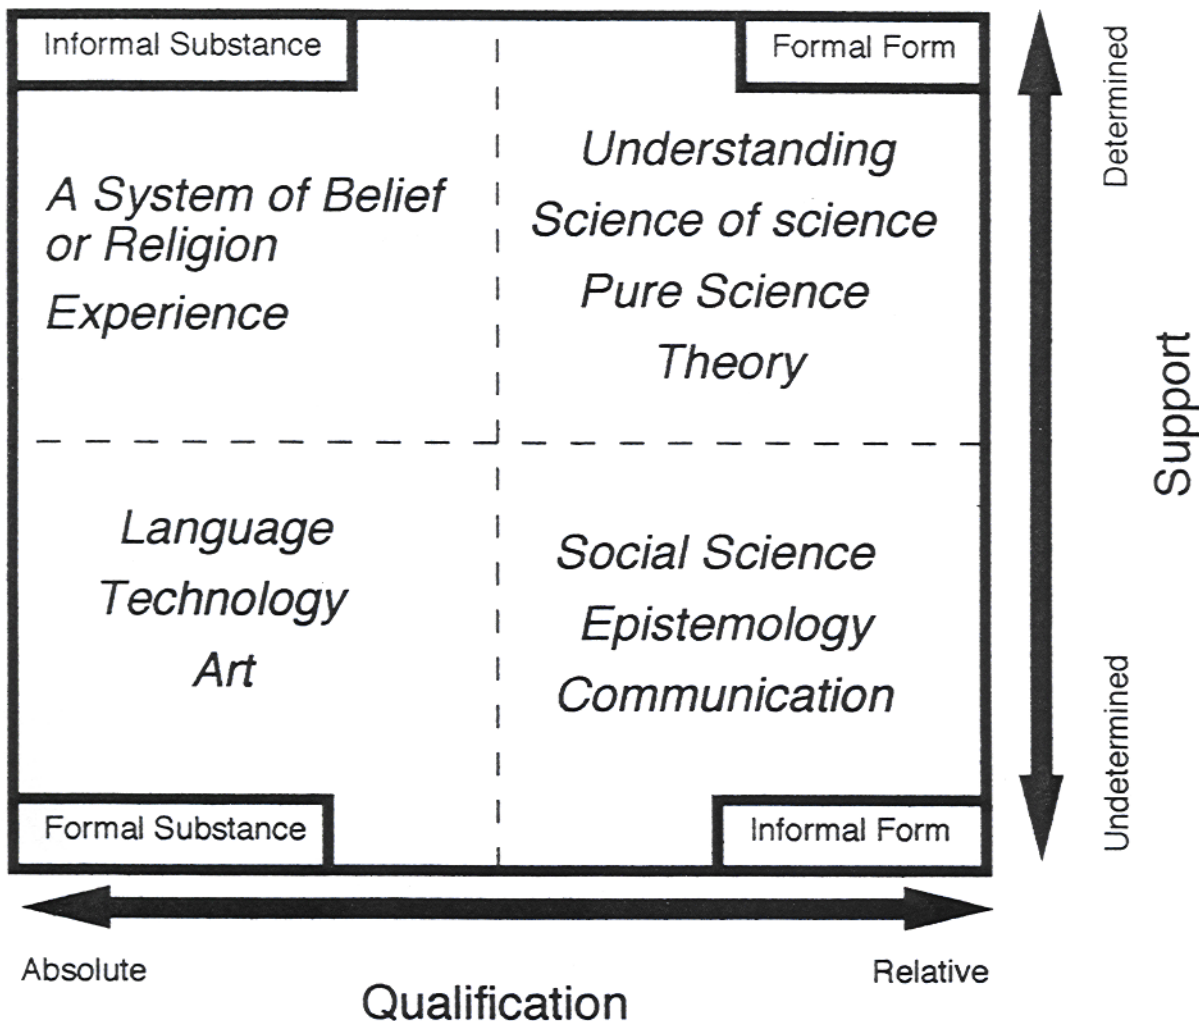 Informal Substance
Formal Form
A System of Belief
or Religion
Experience
Understanding
Science of science
Pure Science
Theory
Language
Technology
Art
Social Science
Epistemology
Communication
Formal Substance
Informal Form
Determined
Support
Undetermined
Absolute
Relative
Qualification